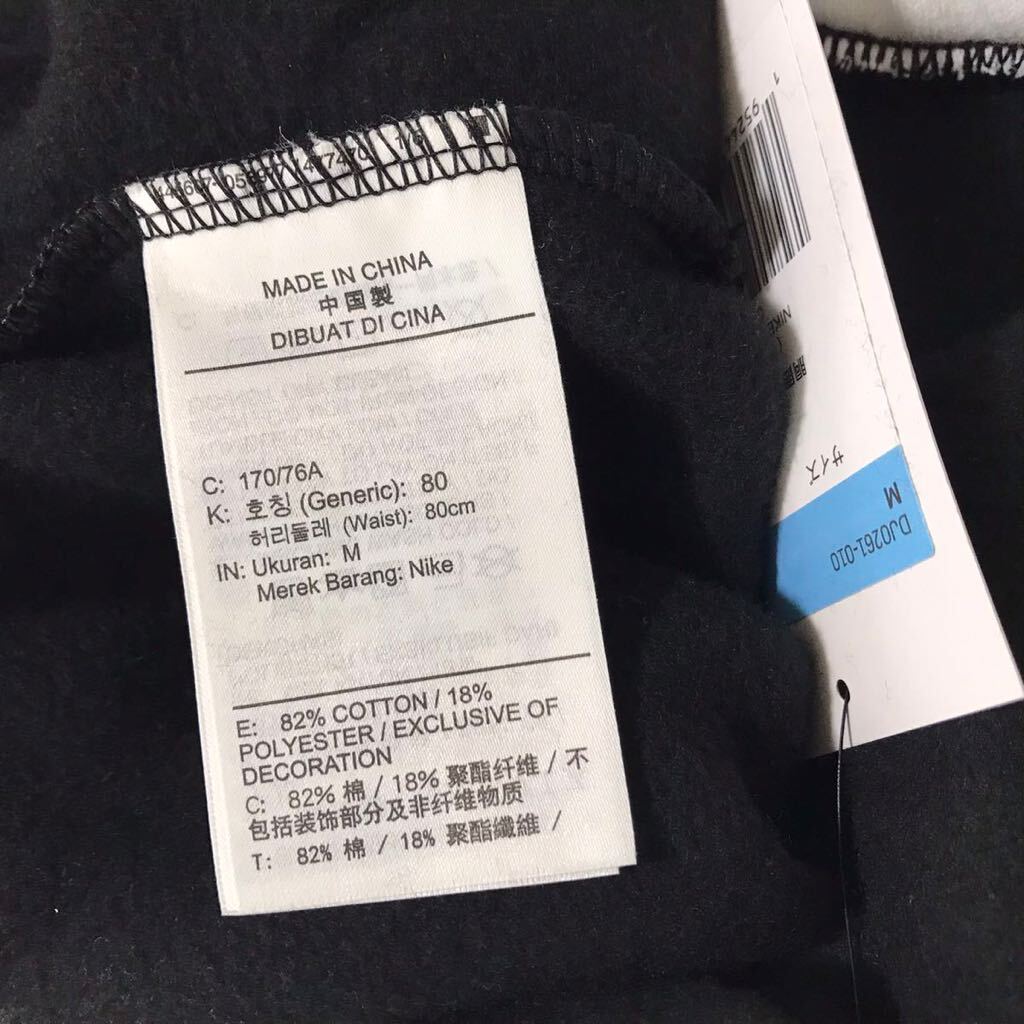 MADE IN CHINA
中国製
DIBUAT DI CINA
C: 170/76A
K: 호칭 (Generic): 80
허리둘레 (Waist): 80cm
IN: Ukuran: M
Merek Barang: Nike
E: 82% COTTON / 18%
POLYESTER / EXCLUSIVE OF
DECORATION
C: 82% 棉 / 18% 聚酯纤维 / 不
包括装饰部分及非纤维物质
T: 82% 棉 / 18% 聚酯纖維 /
NIKE
サイズ
M
DJ0261-010